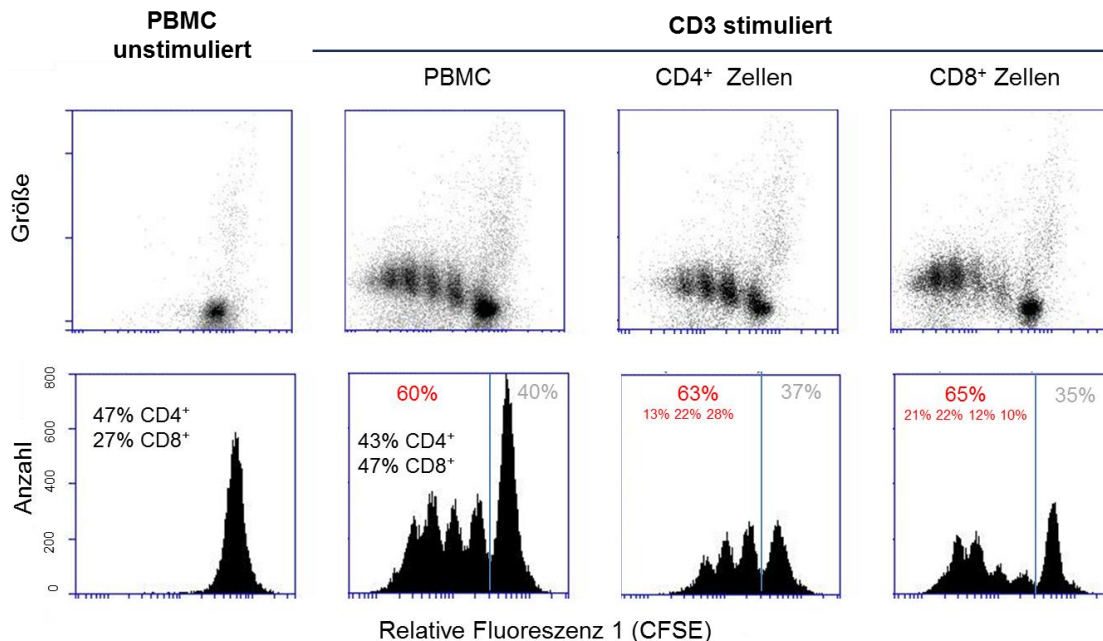 PBMC
unstimuliert
CD3 stimuliert
PBMC
CD4⁺ Zellen
CD8⁺ Zellen
Größe
Anzahl
800
600
400
200
0
47% CD4⁺
27% CD8⁺
60%
40%
43% CD4⁺
47% CD8⁺
63%
37%
13% 22% 28%
65%
35%
21% 22% 12% 10%
Relative Fluoreszenz 1 (CFSE)